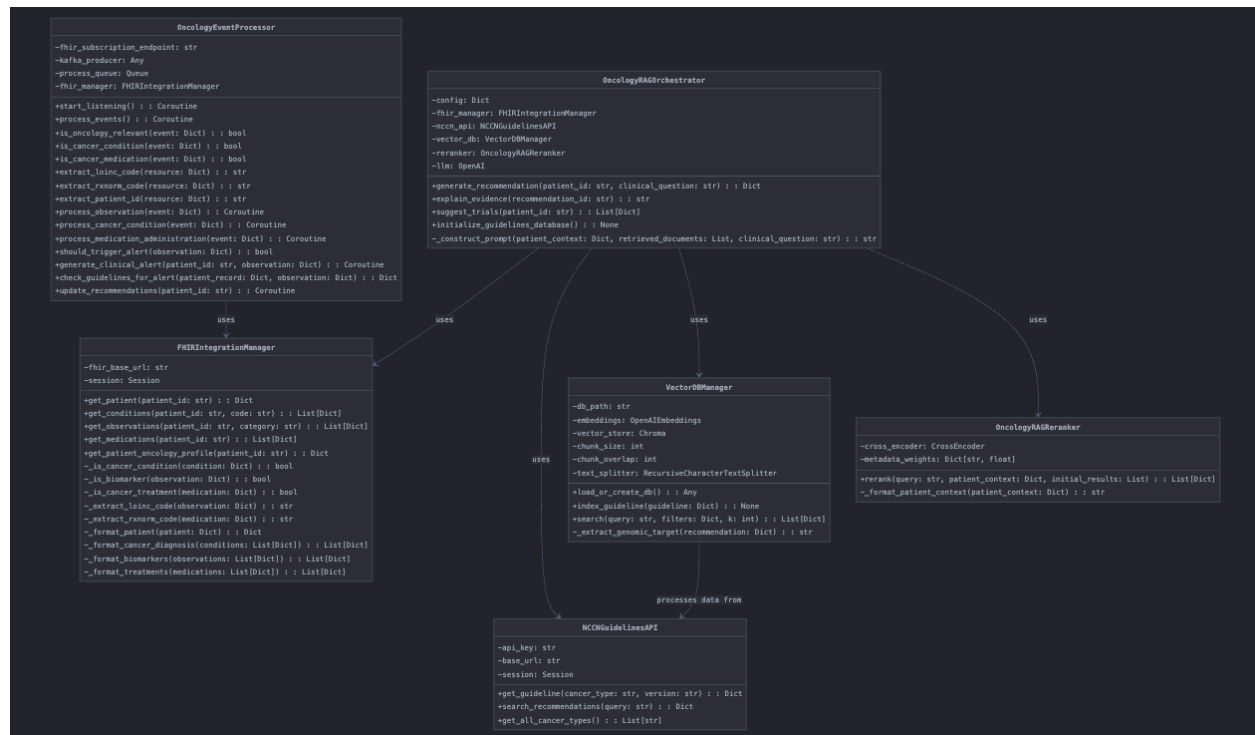 OncologyEventProcessor
-fhir_subscription_endpoint: str
-kafka_producer: Any
-process_queue: Queue
-fhir_manager: FHIRIntegrationManager
+start_listening() : : Coroutine
+process_events() : : Coroutine
+is_oncology_relevant(event: Dict) : : bool
+is_cancer_condition(event: Dict) : : bool
+is_cancer_medication(event: Dict) : : bool
+extract_loinc_code(resource: Dict) : : str
+extract_rxnorm_code(resource: Dict) : : str
+extract_patient_id(resource: Dict) : : str
+process_observation(event: Dict) : : Coroutine
+process_cancer_condition(event: Dict) : : Coroutine
+process_medication_administration(event: Dict) : : Coroutine
+should_trigger_alert(observation: Dict) : : bool
+generate_clinical_alert(patient_id: str, observation: Dict) : : Coroutine
+check_guidelines_for_alert(patient_record: Dict, observation: Dict) : : Dict
+update_recommendations(patient_id: str) : : Coroutine
OncologyRAGOrchestrator
-config: Dict
-fhir_manager: FHIRIntegrationManager
-nccn_api: NCCNGuidelinesAPI
-vector_db: VectorDBManager
-reranker: OncologyRAGReranker
-llm: OpenAI
+generate_recommendation(patient_id: str, clinical_question: str) : : Dict
+explain_evidence(recommendation_id: str) : : str
+suggest_trials(patient_id: str) : : List[Dict]
+initialize_guidelines_database() : : None
-_construct_prompt(patient_context: Dict, retrieved_documents: List, clinical_question: str) : : str
uses
uses
uses
uses
FHIRIntegrationManager
-fhir_base_url: str
-session: Session
+get_patient(patient_id: str) : : Dict
+get_conditions(patient_id: str, code: str) : : List[Dict]
+get_observations(patient_id: str, category: str) : : List[Dict]
+get_medications(patient_id: str) : : List[Dict]
+get_patient_oncology_profile(patient_id: str) : : Dict
-_is_cancer_condition(condition: Dict) : : bool
-_is_biomarker(observation: Dict) : : bool
-_is_cancer_treatment(medication: Dict) : : bool
-_extract_loinc_code(observation: Dict) : : str
-_extract_rxnorm_code(medication: Dict) : : str
-_format_patient(patient: Dict) : : Dict
-_format_cancer_diagnosis(conditions: List[Dict]) : : List[Dict]
-_format_biomarkers(observations: List[Dict]) : : List[Dict]
-_format_treatments(medications: List[Dict]) : : List[Dict]
uses
VectorDBManager
-db_path: str
-embeddings: OpenAIEmbeddings
-vector_store: Chroma
-chunk_size: int
-chunk_overlap: int
-text_splitter: RecursiveCharacterTextSplitter
+load_or_create_db() : : Any
+index_guideline(guideline: Dict) : : None
+search(query: str, filters: Dict, k: int) : : List[Dict]
-_extract_genomic_target(recommendation: Dict) : : str
OncologyRAGReranker
-cross_encoder: CrossEncoder
-metadata_weights: Dict[str, float]
+rerank(query: str, patient_context: Dict, initial_results: List) : : List[Dict]
-_format_patient_context(patient_context: Dict) : : str
processes data from
NCCNGuidelinesAPI
-api_key: str
-base_url: str
-session: Session
+get_guideline(cancer_type: str, version: str) : : Dict
+search_recommendations(query: str) : : Dict
+get_all_cancer_types() : : List[str]